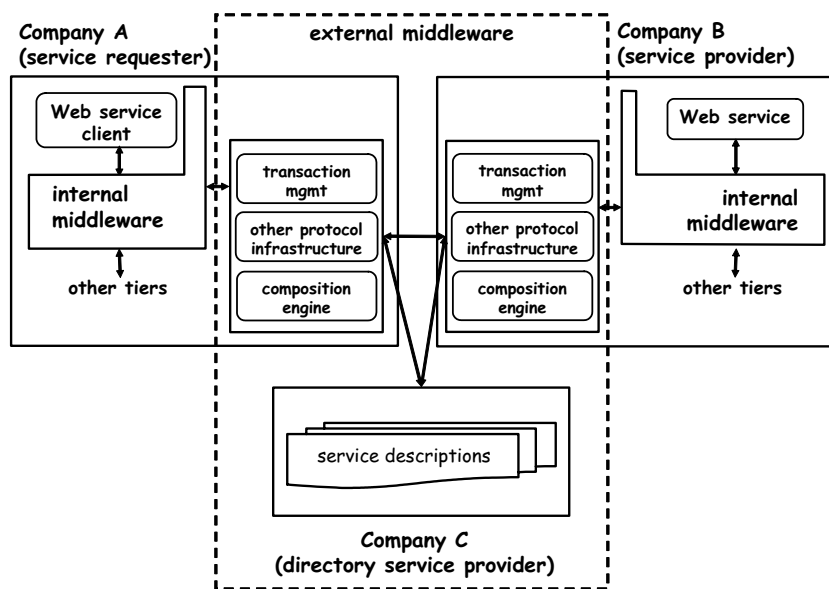 Company A
(service requester)
external middleware
Company B
(service provider)
Web service
client
internal
middleware
other tiers
transaction
mgmt
other protocol
infrastructure
composition
engine
transaction
mgmt
other protocol
infrastructure
composition
engine
Web service
internal
middleware
other tiers
service descriptions
Company C
(directory service provider)